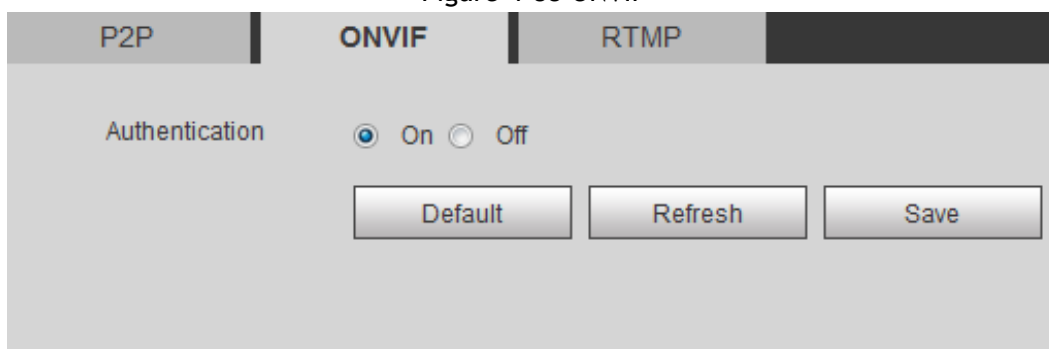 P2P ONVIF RTMP
Authentication On Off
Default Refresh Save